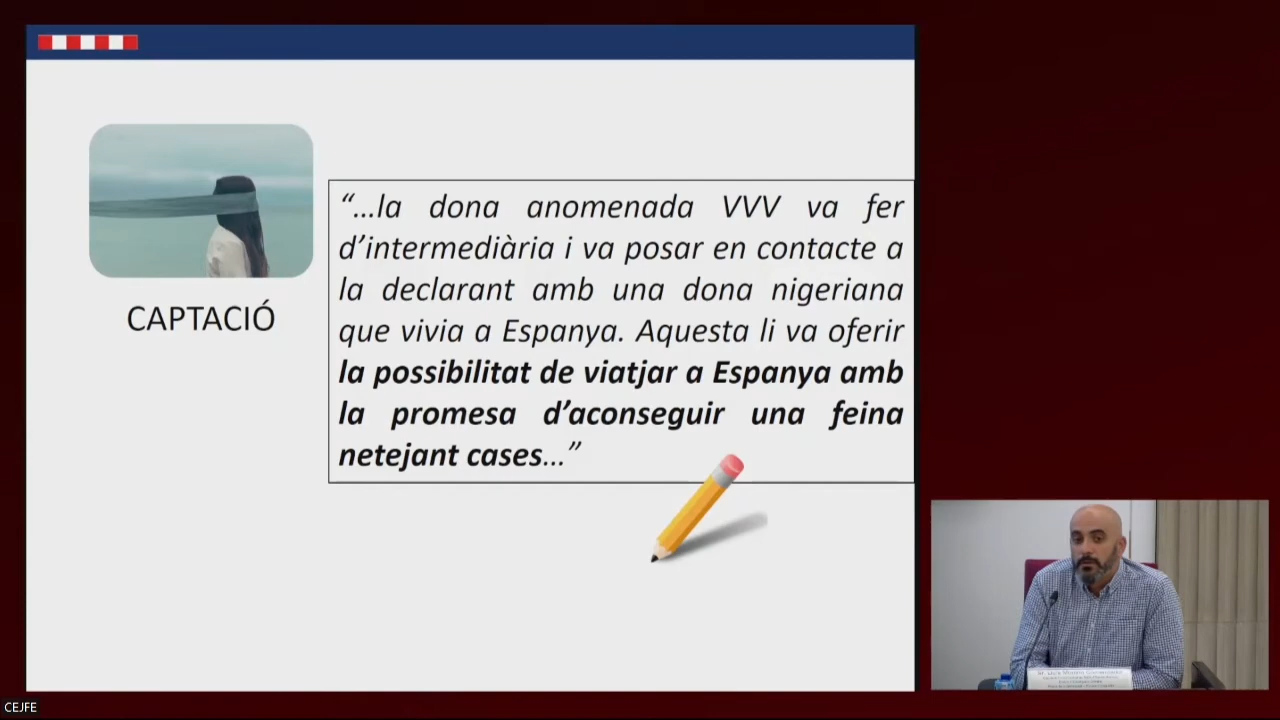 CAPTACIÓ
“...la dona anomenada VVV va fer
d’intermediària i va posar en contacte a
la declarant amb una dona nigeriana
que vivia a Espanya. Aquesta li va oferir
la possibilitat de viatjar a Espanya amb
la promesa d’aconseguir una feina
netejant cases...”
CEJFE